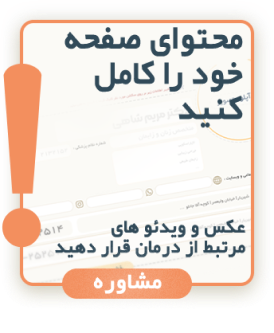 محتوای صفحه
خود را کامل
کنید
عکس و ویدئو های
مرتبط از درمان قرار دهید
مشاوره